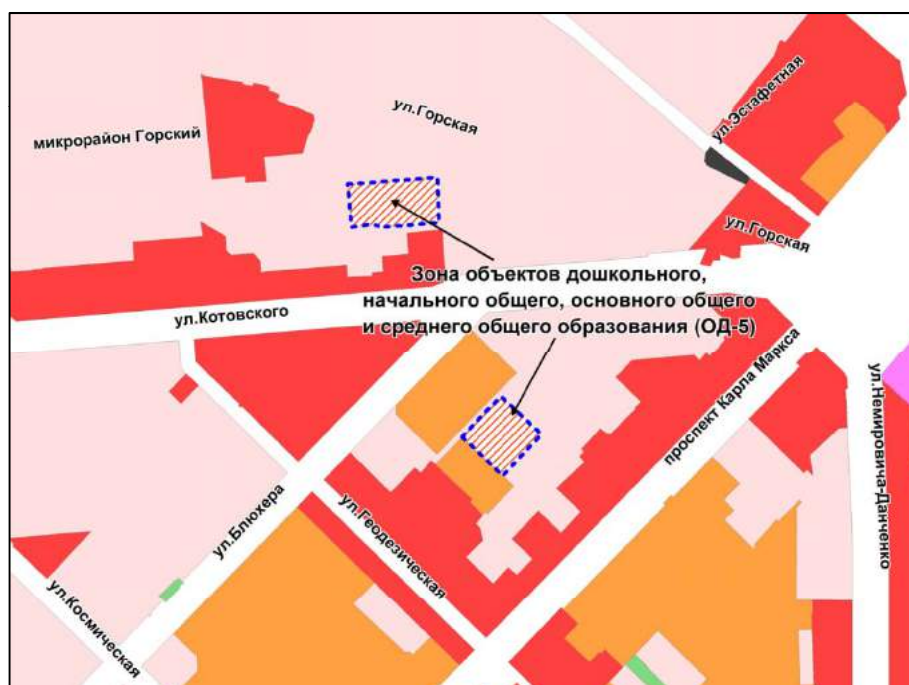 ул.Эстафетная
ул.Горская
микрорайон Горский
ул.Горская
Зона объектов дошкольного,
начального общего, основного общего
и среднего общего образования (ОД-5)
ул.Котовского
проспект Карла Маркса
ул.Немировича-Данченко
ул.Блюхера
ул.Геодезическая
ул.Космическая